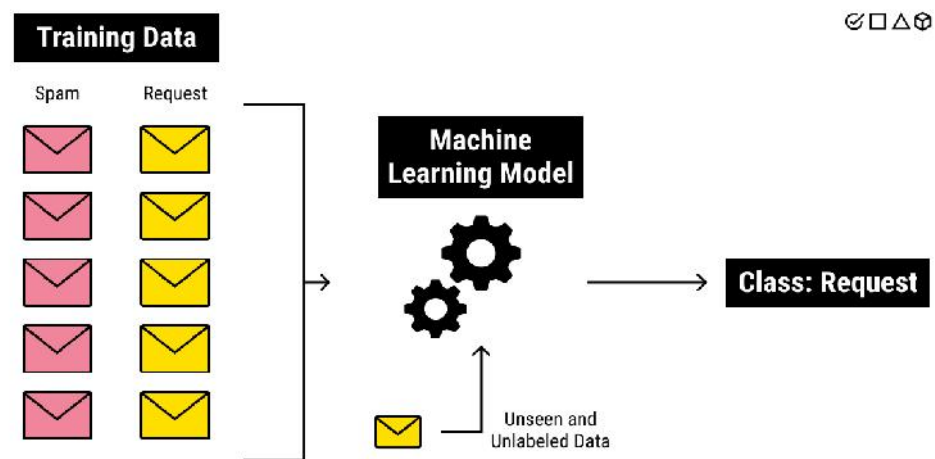 Training Data
Spam
Request
Machine
Learning Model
Class: Request
Unseen and
Unlabeled Data